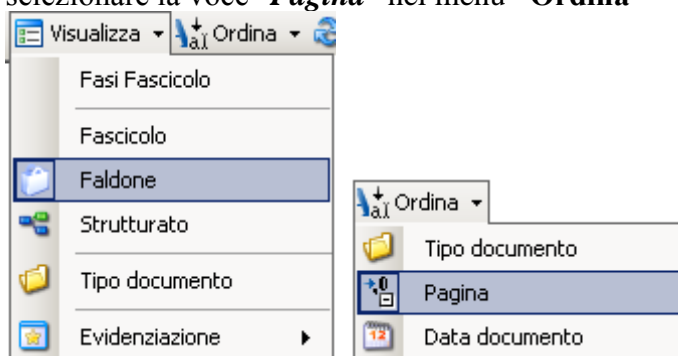 selezionare la voce "Pagina" nel menu "Ordina"
Visualizza Ordina
Fasi Fascicolo
Fascicolo
Faldone
Strutturato
Tipo documento
Evidenziazione
Ordina
Tipo documento
Pagina
Data documento